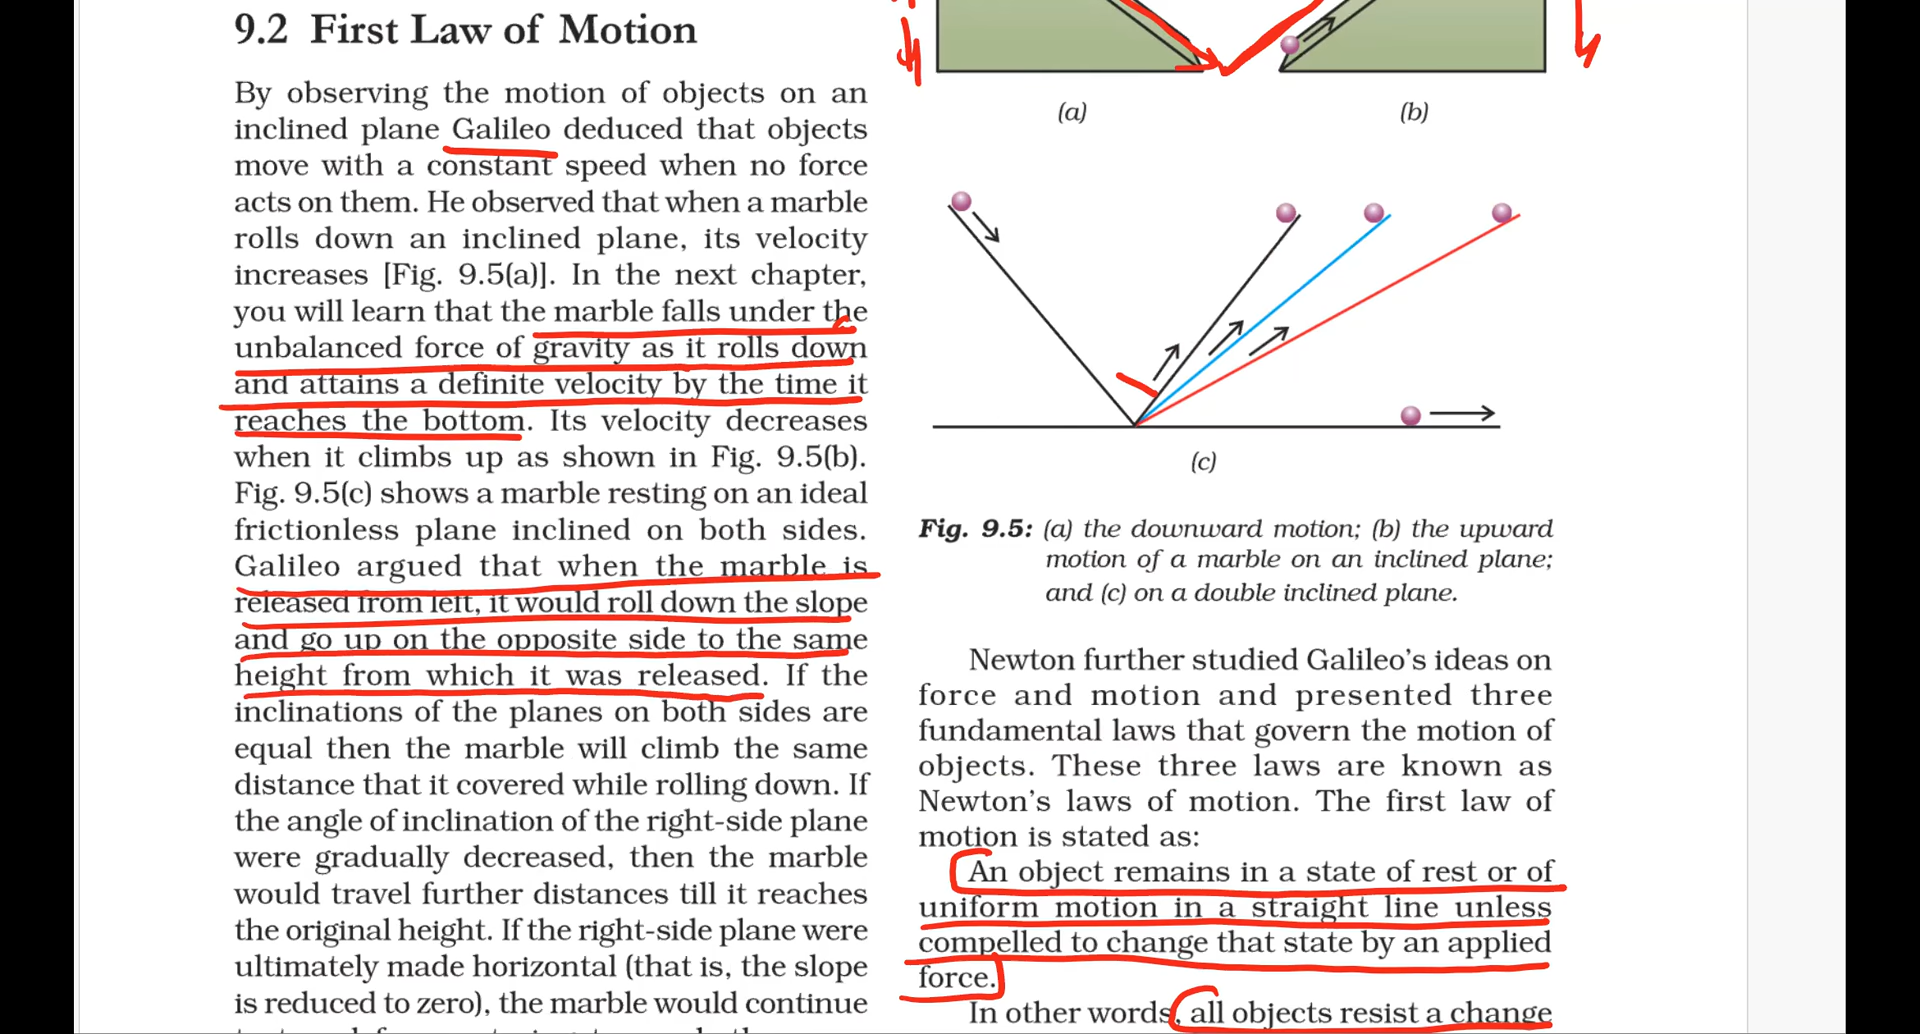 9.2 First Law of Motion
By observing the motion of objects on an
inclined plane Galileo deduced that objects
move with a constant speed when no force
acts on them. He observed that when a marble
rolls down an inclined plane, its velocity
increases [Fig. 9.5(a)]. In the next chapter,
you will learn that the marble falls under the
unbalanced force of gravity as it rolls down
and attains a definite velocity by the time it
reaches the bottom. Its velocity decreases
when it climbs up as shown in Fig. 9.5(b).
Fig. 9.5(c) shows a marble resting on an ideal
frictionless plane inclined on both sides.
Galileo argued that when the marble is
released from left, it would roll down the slope
and go up on the opposite side to the same
height from which it was released. If the
inclinations of the planes on both sides are
equal then the marble will climb the same
distance that it covered while rolling down. If
the angle of inclination of the right-side plane
were gradually decreased, then the marble
would travel further distances till it reaches
the original height. If the right-side plane were
ultimately made horizontal (that is, the slope
is reduced to zero), the marble would continue
(a)
(b)
(c)
Fig. 9.5: (a) the downward motion; (b) the upward
motion of a marble on an inclined plane;
and (c) on a double inclined plane.
Newton further studied Galileo's ideas on
force and motion and presented three
fundamental laws that govern the motion of
objects. These three laws are known as
Newton's laws of motion. The first law of
motion is stated as:
An object remains in a state of rest or of
uniform motion in a straight line unless
compelled to change that state by an applied
force.
In other words, all objects resist a change